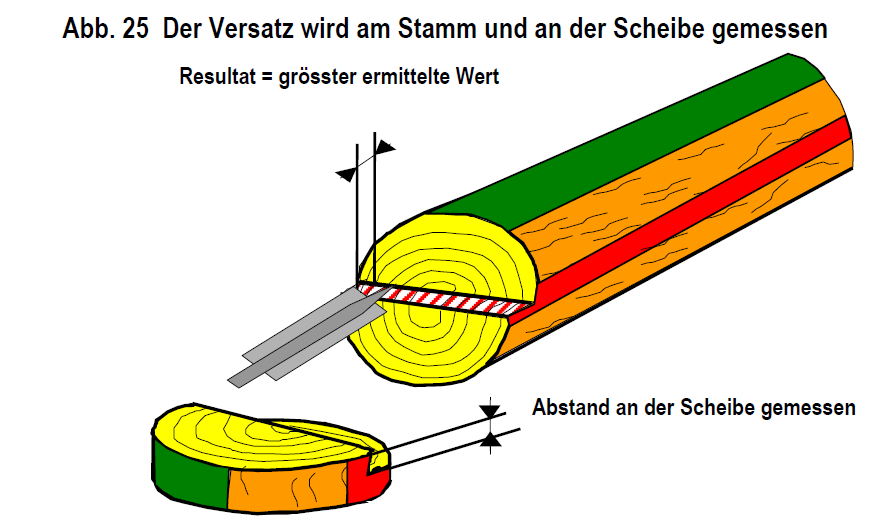 Abb. 25 Der Versatz wird am Stamm und an der Scheibe gemessen
Resultat = grösster ermittelte Wert
Abstand an der Scheibe gemessen